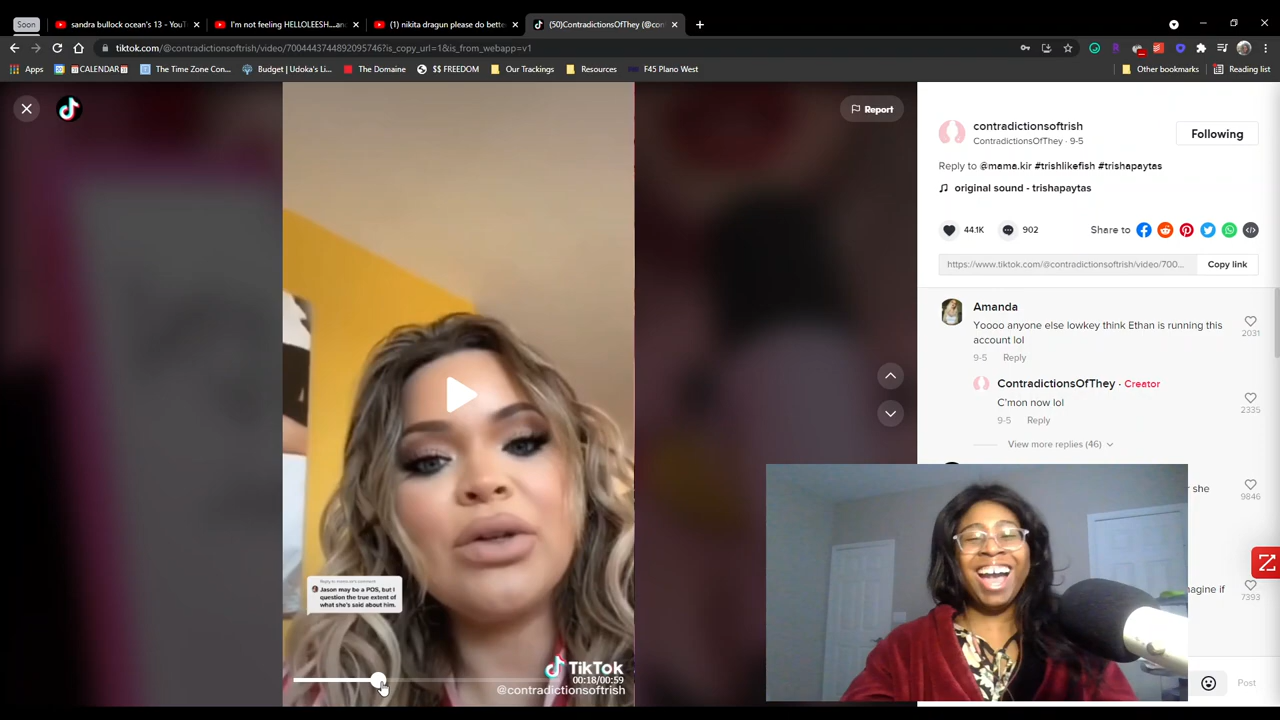 Soon
sandra bullock ocean's 13 - YouT
I'm not feeling HELLOLEESH...and
(1) nikita dragun please do better
(50)ContradictionsOfThey (@con
tiktok.com/@contradictionsoftrish/video/7004443744892095746?is_copy_url=1&is_from_webapp=v1
Apps
CALENDAR
The Time Zone Con...
Budget | Udoka's Li...
The Domaine
$$ FREEDOM
Our Trackings
Resources
F45 Plano West
Other bookmarks
Reading list
Report
contradictionsoftrish
ContradictionsOfThey · 9-5
Following
Reply to @mama.kir #trishlikefish #trishapaytas
original sound - trishapaytas
44.1K
902
Share to
https://www.tiktok.com/@contradictionsoftrish/video/700...
Copy link
Amanda
Yoooo anyone else lowkey think Ethan is running this
account lol
2031
9-5 Reply
ContradictionsOfThey · Creator
C'mon now lol
2335
9-5 Reply
View more replies (46)
she
9846
magine if
7393
Jason may be a POS, but I
question the true extent of
what she's said about him.
TikTok
00:18/00:59
@contradictionsoftrish
Post